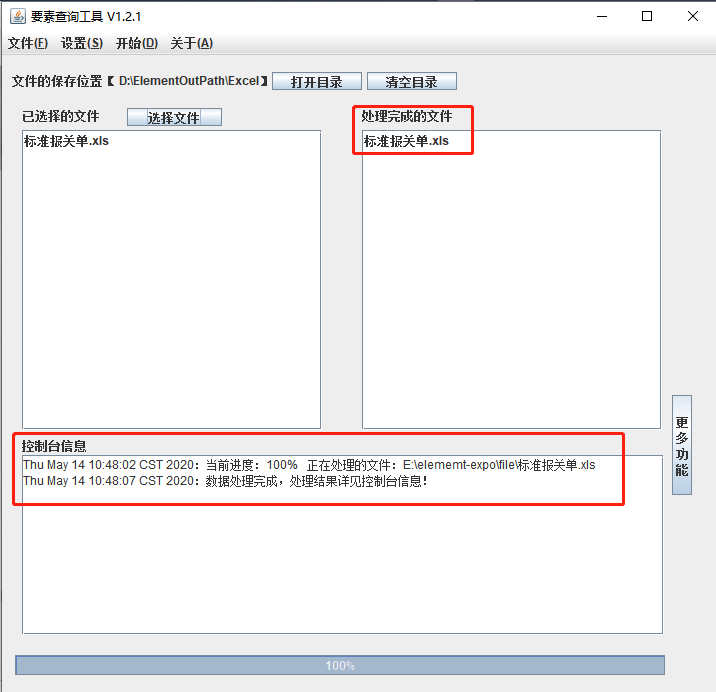 要素查询工具 V1.2.1
文件(F) 设置(S) 开始(D) 关于(A)
文件的保存位置【 D:\ElementOutPath\Excel】 打开目录 清空目录
已选择的文件 选择文件 处理完成的文件
标准报关单.xls 标准报关单.xls
更多功能
控制台信息
Thu May 14 10:48:02 CST 2020：当前进度：100% 正在处理的文件：E:\elememt-expo\file\标准报关单.xls
Thu May 14 10:48:07 CST 2020：数据处理完成，处理结果详见控制台信息！
100%